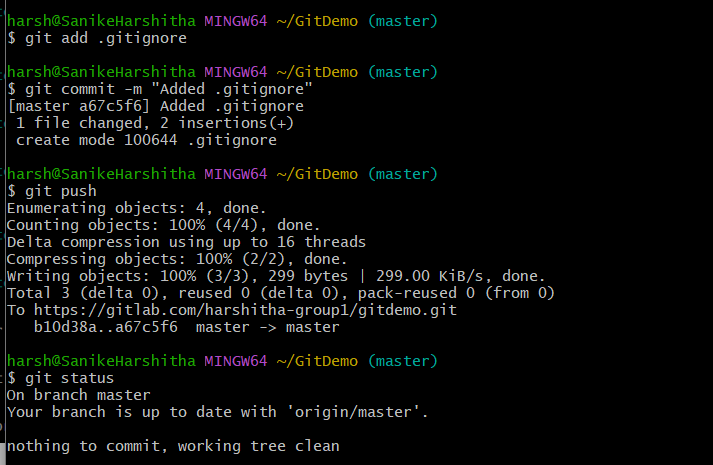 harsh@SanikeHarshitha MINGW64 ~/GitDemo (master)
$ git add .gitignore
harsh@SanikeHarshitha MINGW64 ~/GitDemo (master)
$ git commit -m "Added .gitignore"
[master a67c5f6] Added .gitignore
 1 file changed, 2 insertions(+)
 create mode 100644 .gitignore
harsh@SanikeHarshitha MINGW64 ~/GitDemo (master)
$ git push
Enumerating objects: 4, done.
Counting objects: 100% (4/4), done.
Delta compression using up to 16 threads
Compressing objects: 100% (2/2), done.
Writing objects: 100% (3/3), 299 bytes | 299.00 KiB/s, done.
Total 3 (delta 0), reused 0 (delta 0), pack-reused 0 (from 0)
To https://gitlab.com/harshitha-group1/gitdemo.git
   b10d38a..a67c5f6  master -> master
harsh@SanikeHarshitha MINGW64 ~/GitDemo (master)
$ git status
On branch master
Your branch is up to date with 'origin/master'.
nothing to commit, working tree clean